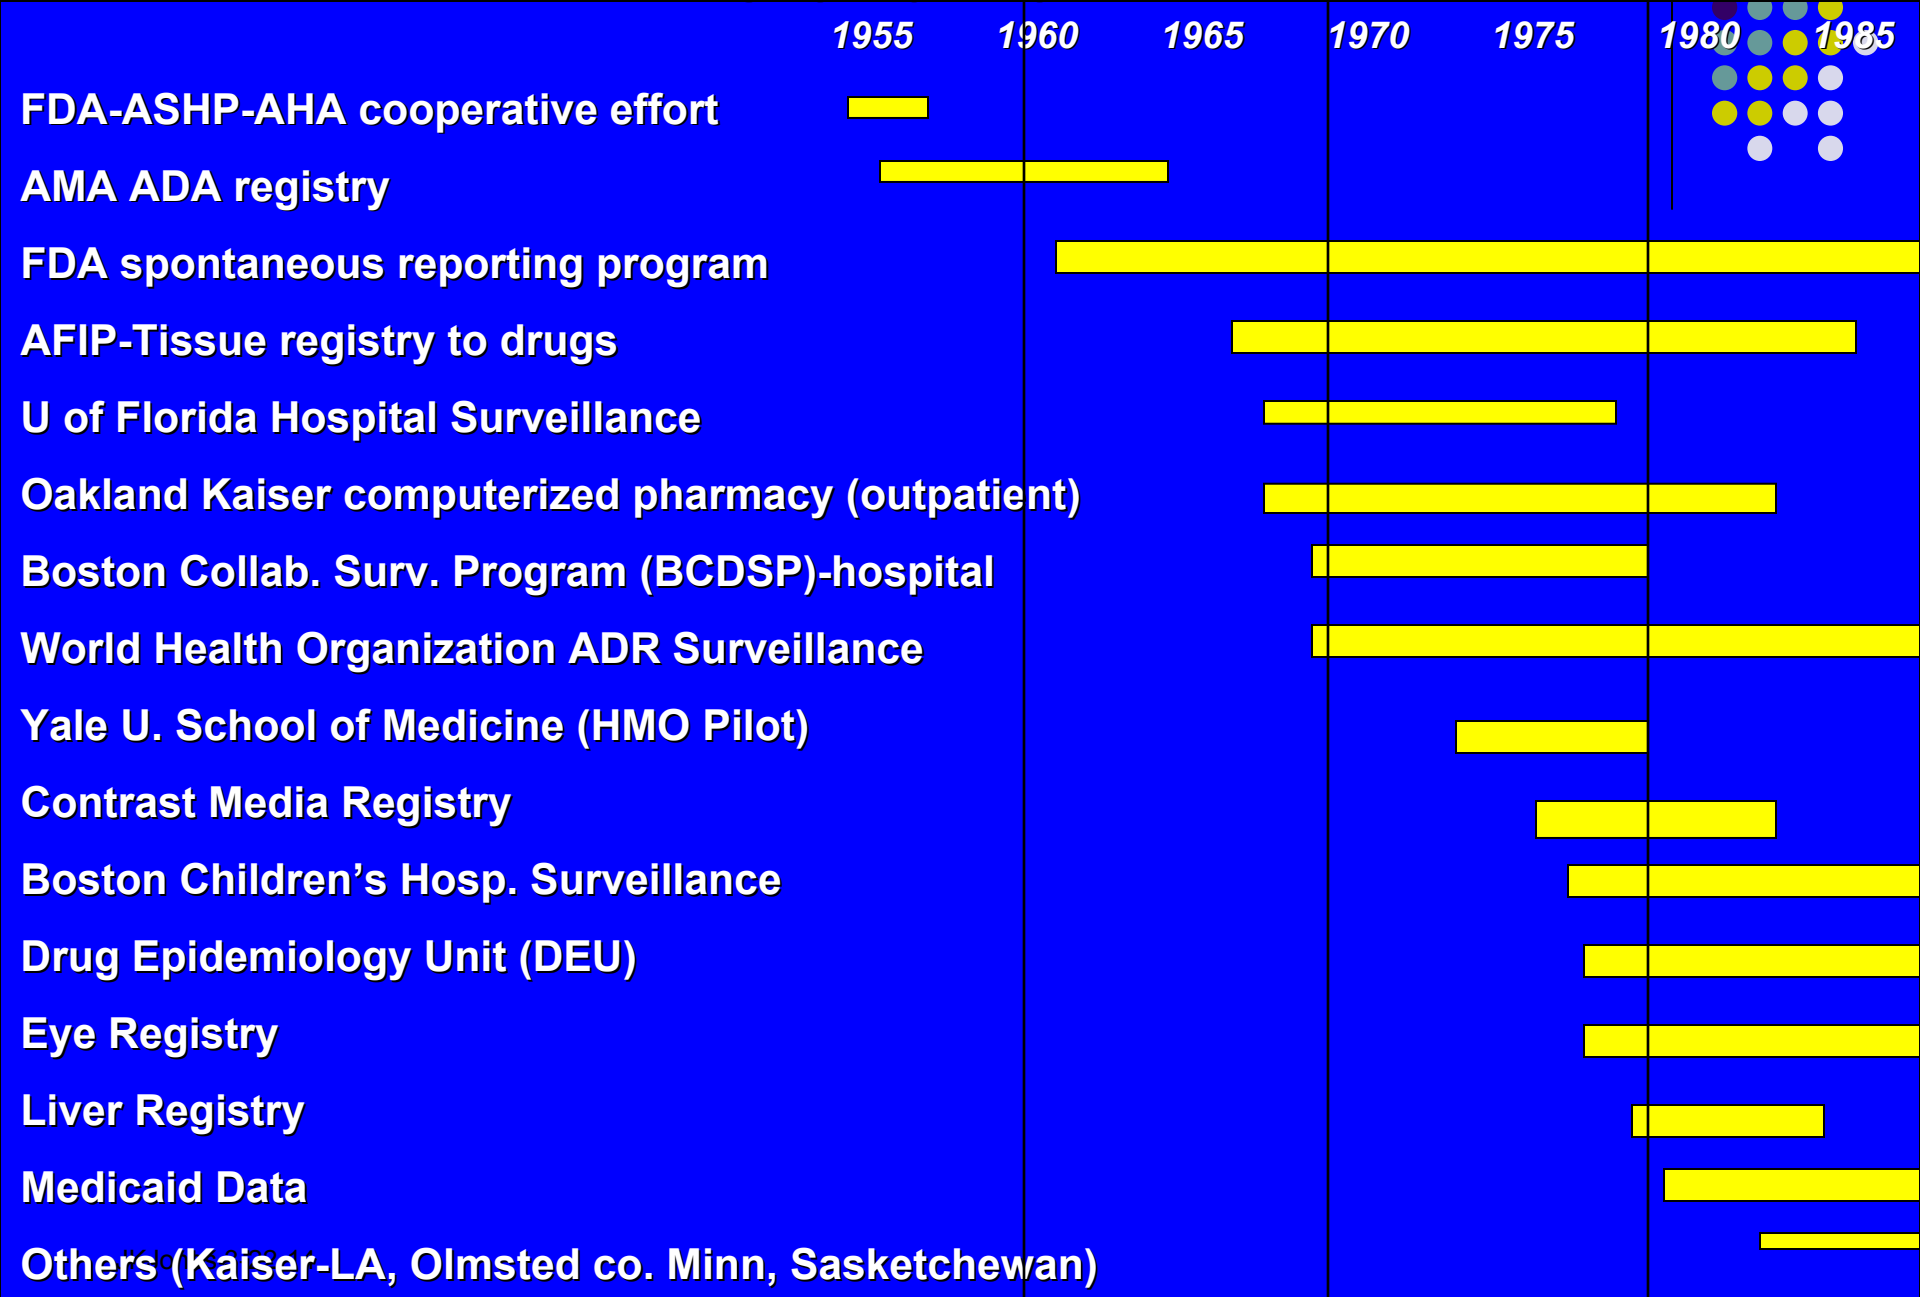 1955 1960 1965 1970 1975 1980 1985
FDA-ASHP-AHA cooperative effort
AMA ADA registry
FDA spontaneous reporting program
AFIP-Tissue registry to drugs
U of Florida Hospital Surveillance
Oakland Kaiser computerized pharmacy (outpatient)
Boston Collab. Surv. Program (BCDSP)-hospital
World Health Organization ADR Surveillance
Yale U. School of Medicine (HMO Pilot)
Contrast Media Registry
Boston Children’s Hosp. Surveillance
Drug Epidemiology Unit (DEU)
Eye Registry
Liver Registry
Medicaid Data
Others (Kaiser-LA, Olmsted co. Minn, Sasketchewan)